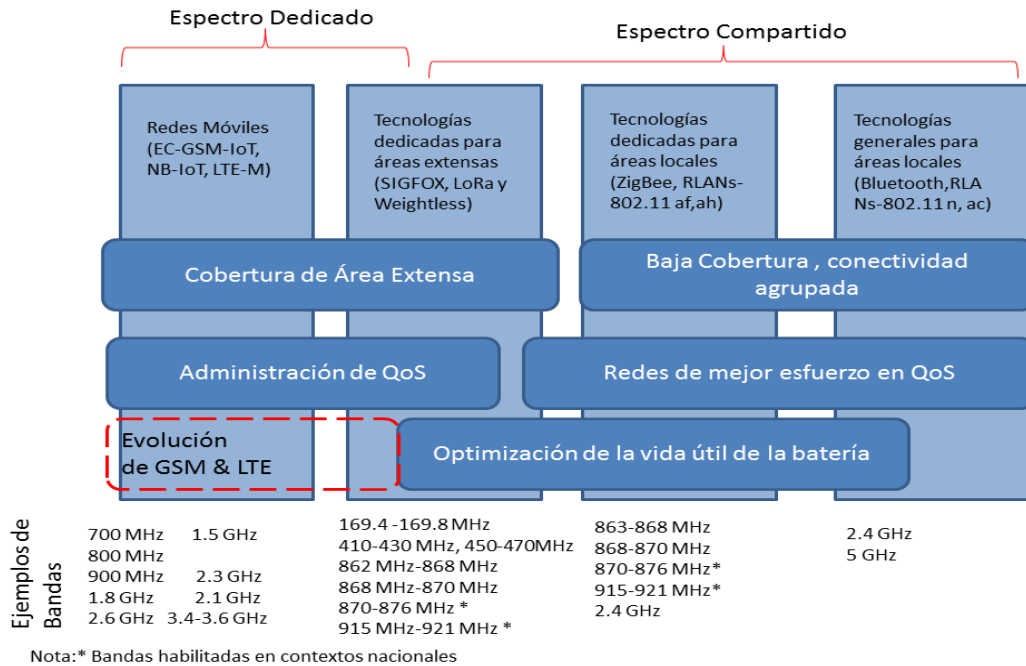 Espectro Dedicado
Espectro Compartido
Redes Móviles
(EC-GSM-IoT,
NB-IoT, LTE-M)
Tecnologías
dedicadas para
áreas extensas
(SIGFOX, LoRa y
Weightless)
Tecnologías
dedicadas para
áreas locales
(ZigBee, RLANs-
802.11 af,ah)
Tecnologías
generales para
áreas locales
(Bluetooth,RLA
Ns-802.11 n, ac)
Cobertura de Área Extensa
Baja Cobertura , conectividad
agrupada
Administración de QoS
Redes de mejor esfuerzo en QoS
Evolución
de GSM & LTE
Optimización de la vida útil de la batería
Ejemplos de
Bandas
700 MHz 1.5 GHz
800 MHz
900 MHz 2.3 GHz
1.8 GHz 2.1 GHz
2.6 GHz 3.4-3.6 GHz
169.4 -169.8 MHz
410-430 MHz, 450-470MHz
862 MHz-868 MHz
868 MHz-870 MHz
870-876 MHz *
915 MHz-921 MHz *
863-868 MHz
868-870 MHz
870-876 MHz*
915-921 MHz*
2.4 GHz
2.4 GHz
5 GHz
Nota:* Bandas habilitadas en contextos nacionales